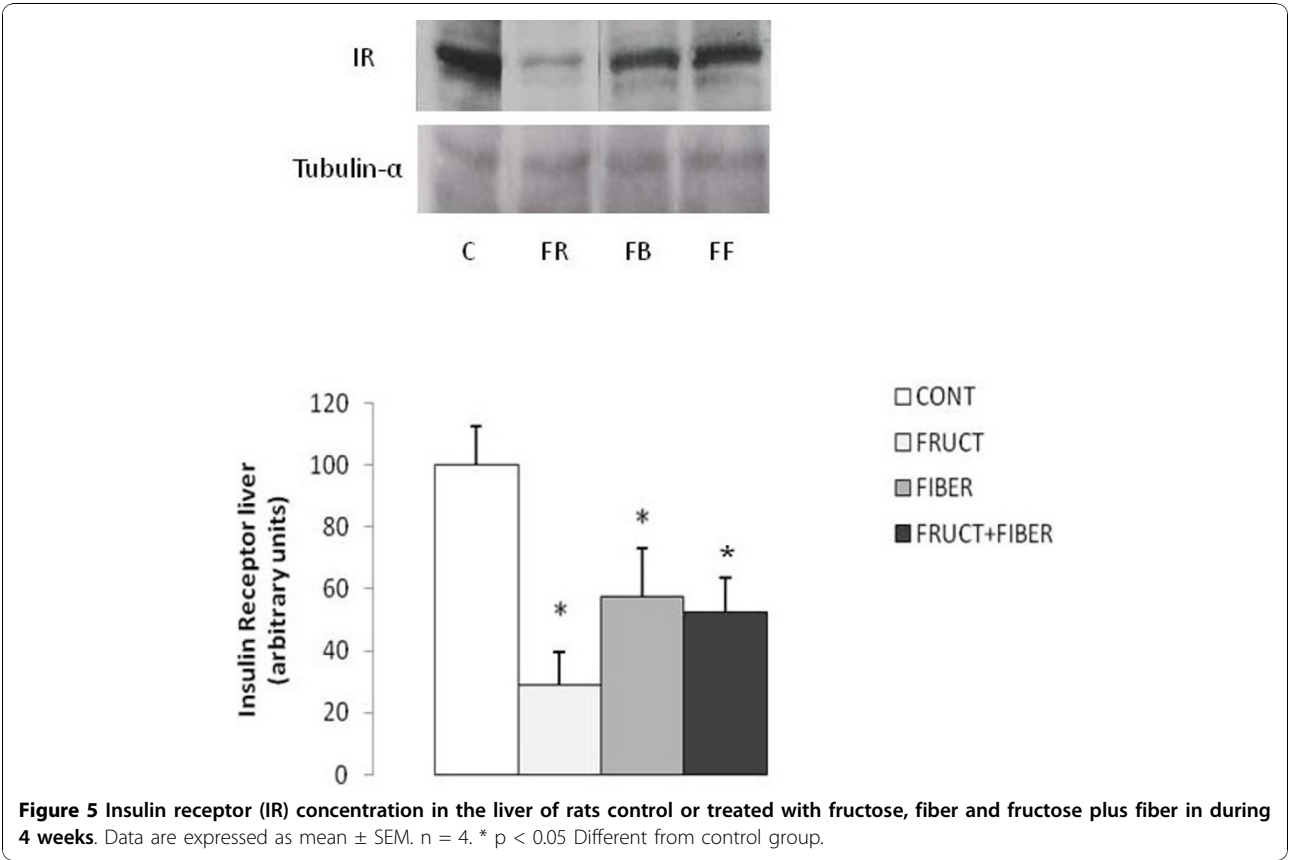 IR
Tubulin-α
C FR FB FF
120
100
80
60
40
20
0
Insulin Receptor liver
(arbitrary units)
*
*
*
CONT
FRUCT
FIBER
FRUCT+FIBER
Figure 5 Insulin receptor (IR) concentration in the liver of rats control or treated with fructose, fiber and fructose plus fiber in during
4 weeks. Data are expressed as mean ± SEM. n = 4. * p < 0.05 Different from control group.